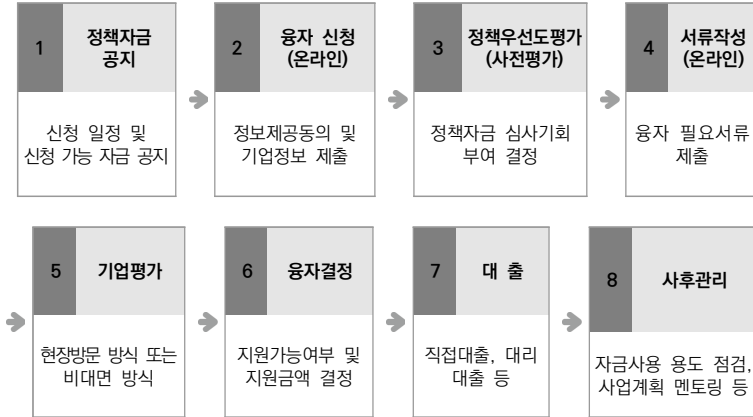 1
정책자금
공지
신청 일정 및
신청 가능 자금 공지
2
융자 신청
(온라인)
정보제공동의 및
기업정보 제출
3
정책우선도평가
(사전평가)
정책자금 심사기회
부여 결정
4
서류작성
(온라인)
융자 필요서류
제출
5
기업평가
현장방문 방식 또는
비대면 방식
6
융자결정
지원가능여부 및
지원금액 결정
7
대 출
직접대출, 대리
대출 등
8
사후관리
자금사용 용도 점검,
사업계획 멘토링 등